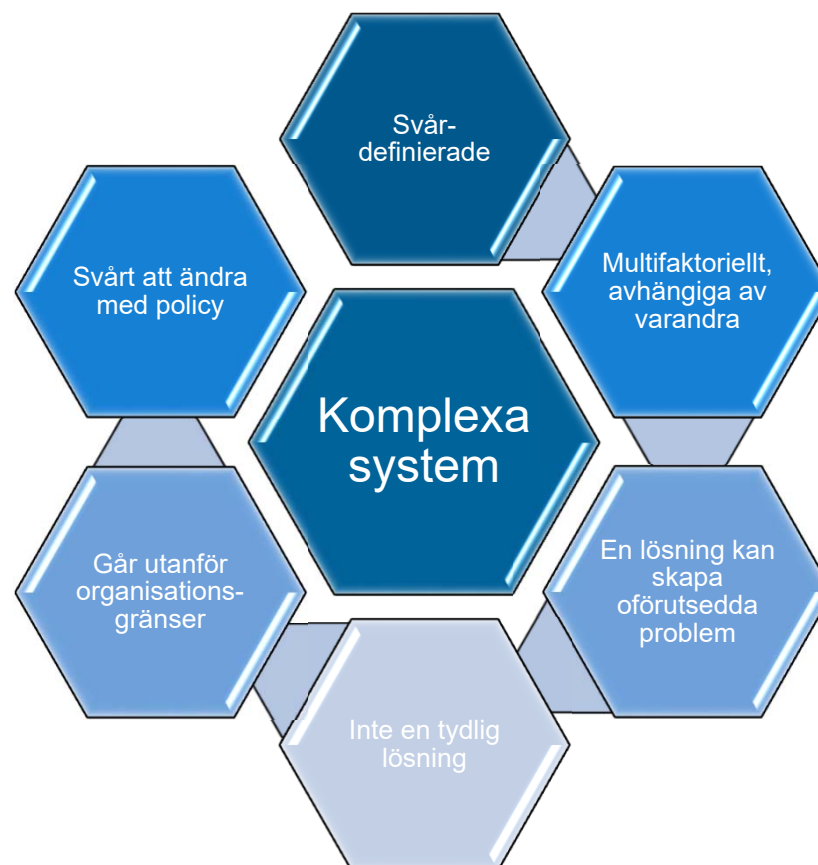 Svår-
definierade
Multifaktoriellt,
avhängiga av
varandra
En lösning kan
skapa
oförutsedda
problem
Inte en tydlig
lösning
Går utanför
organisations-
gränser
Svårt att ändra
med policy
Komplexa
system